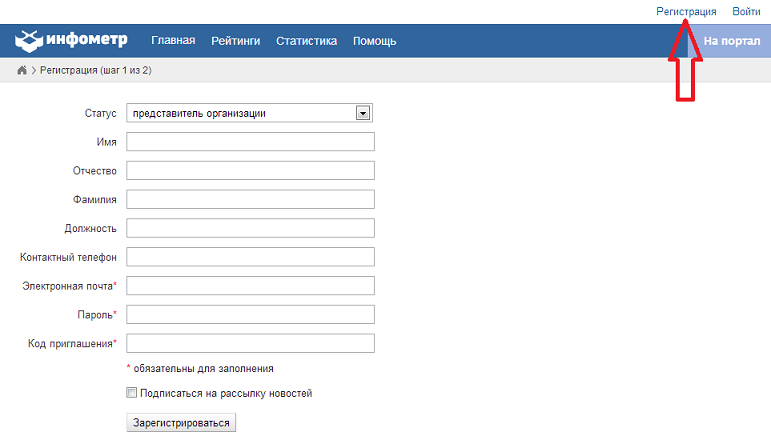 Регистрация Войти
инфометр Главная Рейтинги Статистика Помощь На портал
Регистрация (шаг 1 из 2)
Статус представитель организации
Имя
Отчество
Фамилия
Должность
Контактный телефон
Электронная почта*
Пароль*
Код приглашения*
* обязательны для заполнения
Подписаться на рассылку новостей
Зарегистрироваться